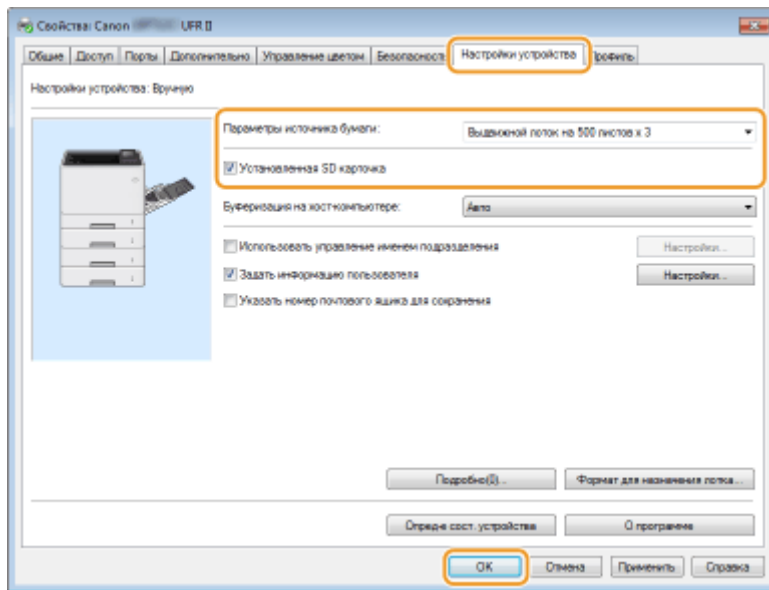 Свойства: Canon UFR II
Общие Доступ Порты Дополнительно Управление цветом Безопасност Настройки устройства Профиль
Настройки устройства: Вручную
Параметры источника бумаги: Выдвижной лоток на 500 листов x 3
Установленная SD карточка
Буферизация на хост-компьютере: Авто
Использовать управление именем подразделения Настройки...
Задать информацию пользователя Настройки...
Указать номер почтового ящика для сохранения
Подробно(I)... Формат для назначения лотка...
Опред-е сост. устройства О программе
OK Отмена Применить Справка